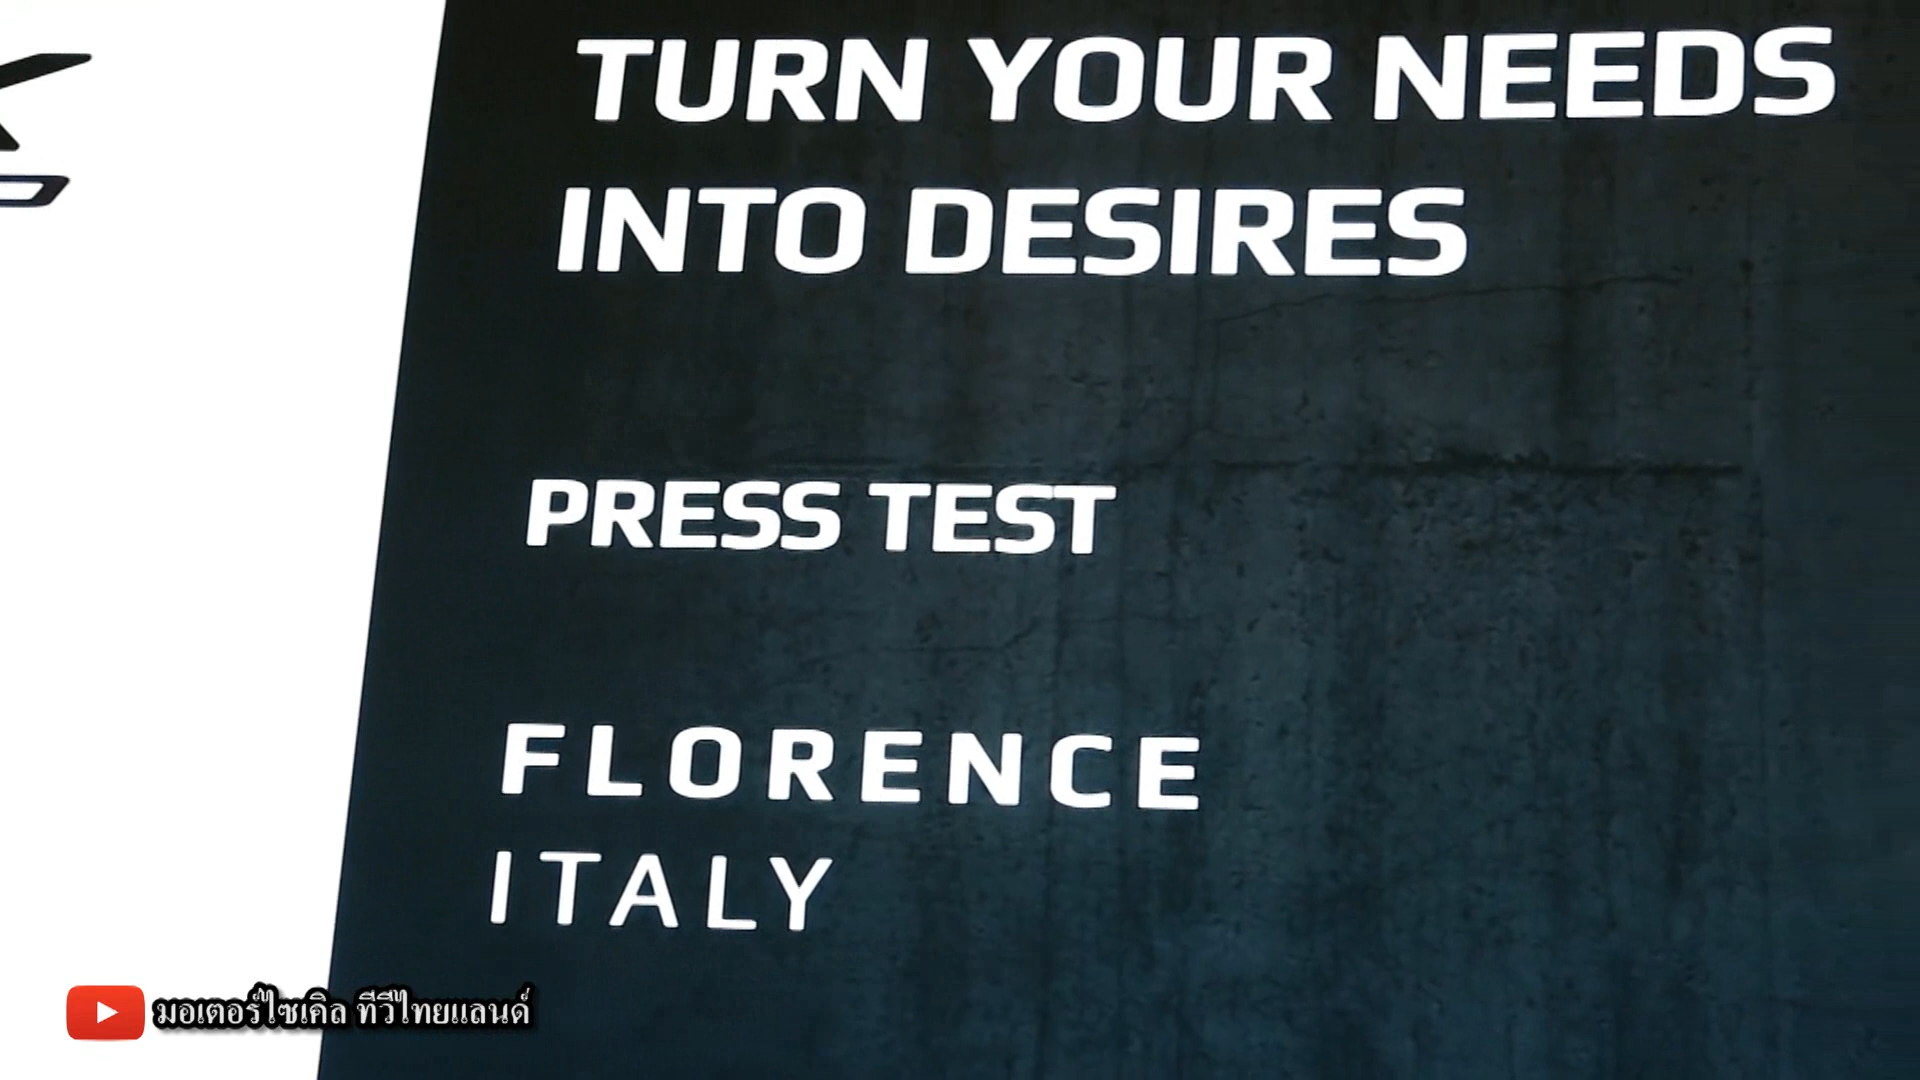 TURN YOUR NEEDS
INTO DESIRES
PRESS TEST
FLORENCE
ITALY
มอเตอร์ไซเคิล ทีวีไทยแลนด์